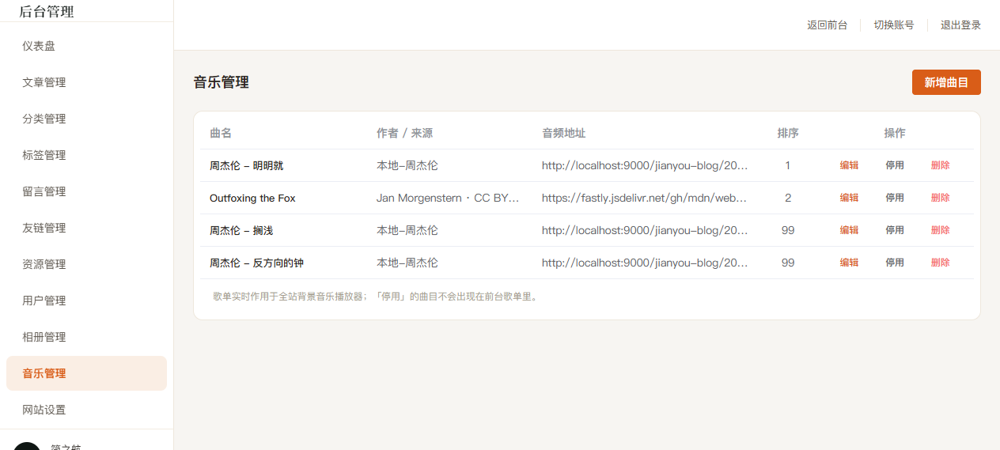 后台管理
返回前台 切换账号 退出登录
仪表盘
文章管理
分类管理
标签管理
留言管理
友链管理
资源管理
用户管理
相册管理
音乐管理
网站设置
音乐管理 新增曲目
曲名 作者 / 来源 音频地址 排序 操作
周杰伦 - 明明就 本地-周杰伦 http://localhost:9000/jianyou-blog/20... 1 编辑 停用 删除
Outfoxing the Fox Jan Morgenstern · CC BY... https://fastly.jsdelivr.net/gh/mdn/web... 2 编辑 停用 删除
周杰伦 - 搁浅 本地-周杰伦 http://localhost:9000/jianyou-blog/20... 99 编辑 停用 删除
周杰伦 - 反方向的钟 本地-周杰伦 http://localhost:9000/jianyou-blog/20... 99 编辑 停用 删除
歌单实时作用于全站背景音乐播放器；「停用」的曲目不会出现在前台歌单里。